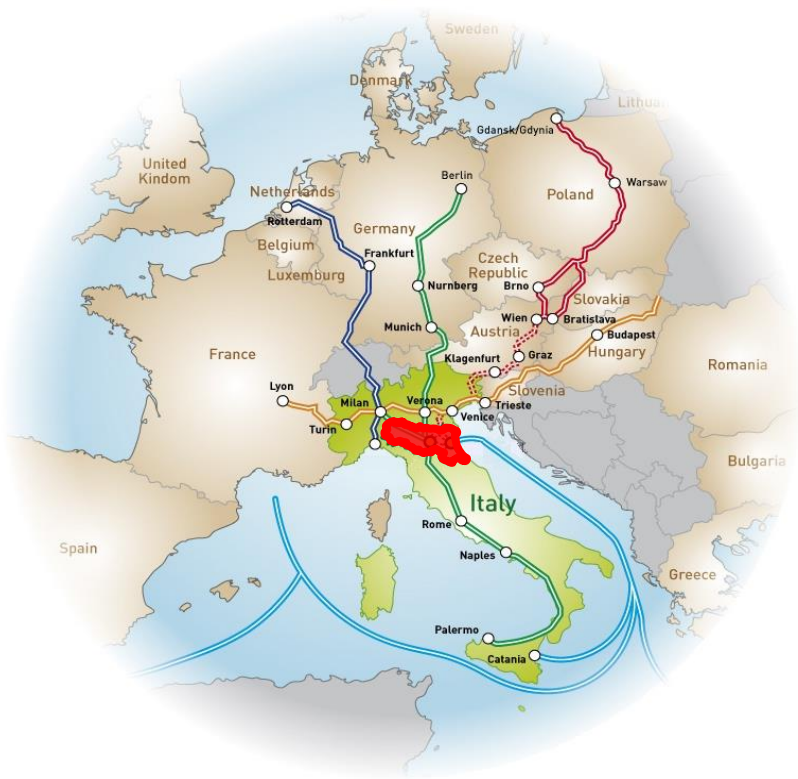 Sweden
Denmark
Gdansk/Gdynia
United
Kindom
Netherlands
Rotterdam
Berlin
Poland
Warsaw
Belgium
Germany
Luxemburg
Frankfurt
Nurnberg
Czech
Republic
Brno
Slovakia
Munich
Wien
Bratislava
Austria
Budapest
France
Klagenfurt
Graz
Hungary
Romania
Slovenia
Lyon
Milan
Verona
Trieste
Turin
Venice
Bulgaria
Italy
Rome
Spain
Naples
Greece
Palermo
Catania